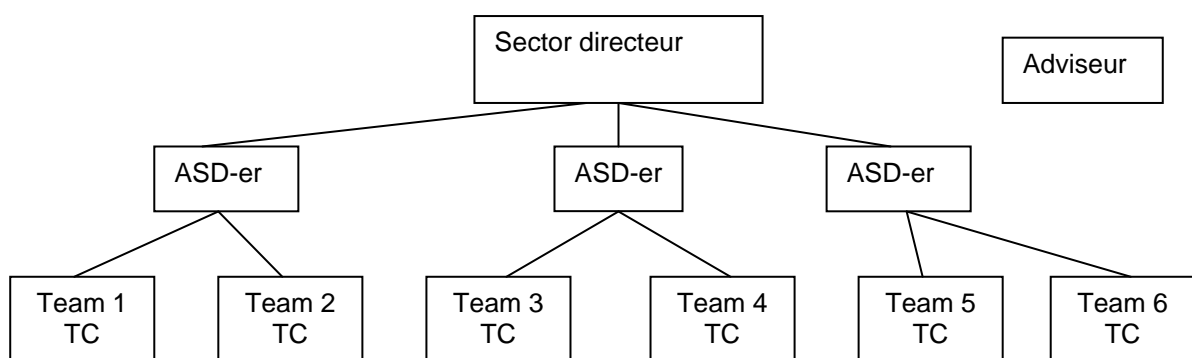 Sector directeur
Adviseur
ASD-er
ASD-er
ASD-er
Team 1
TC
Team 2
TC
Team 3
TC
Team 4
TC
Team 5
TC
Team 6
TC